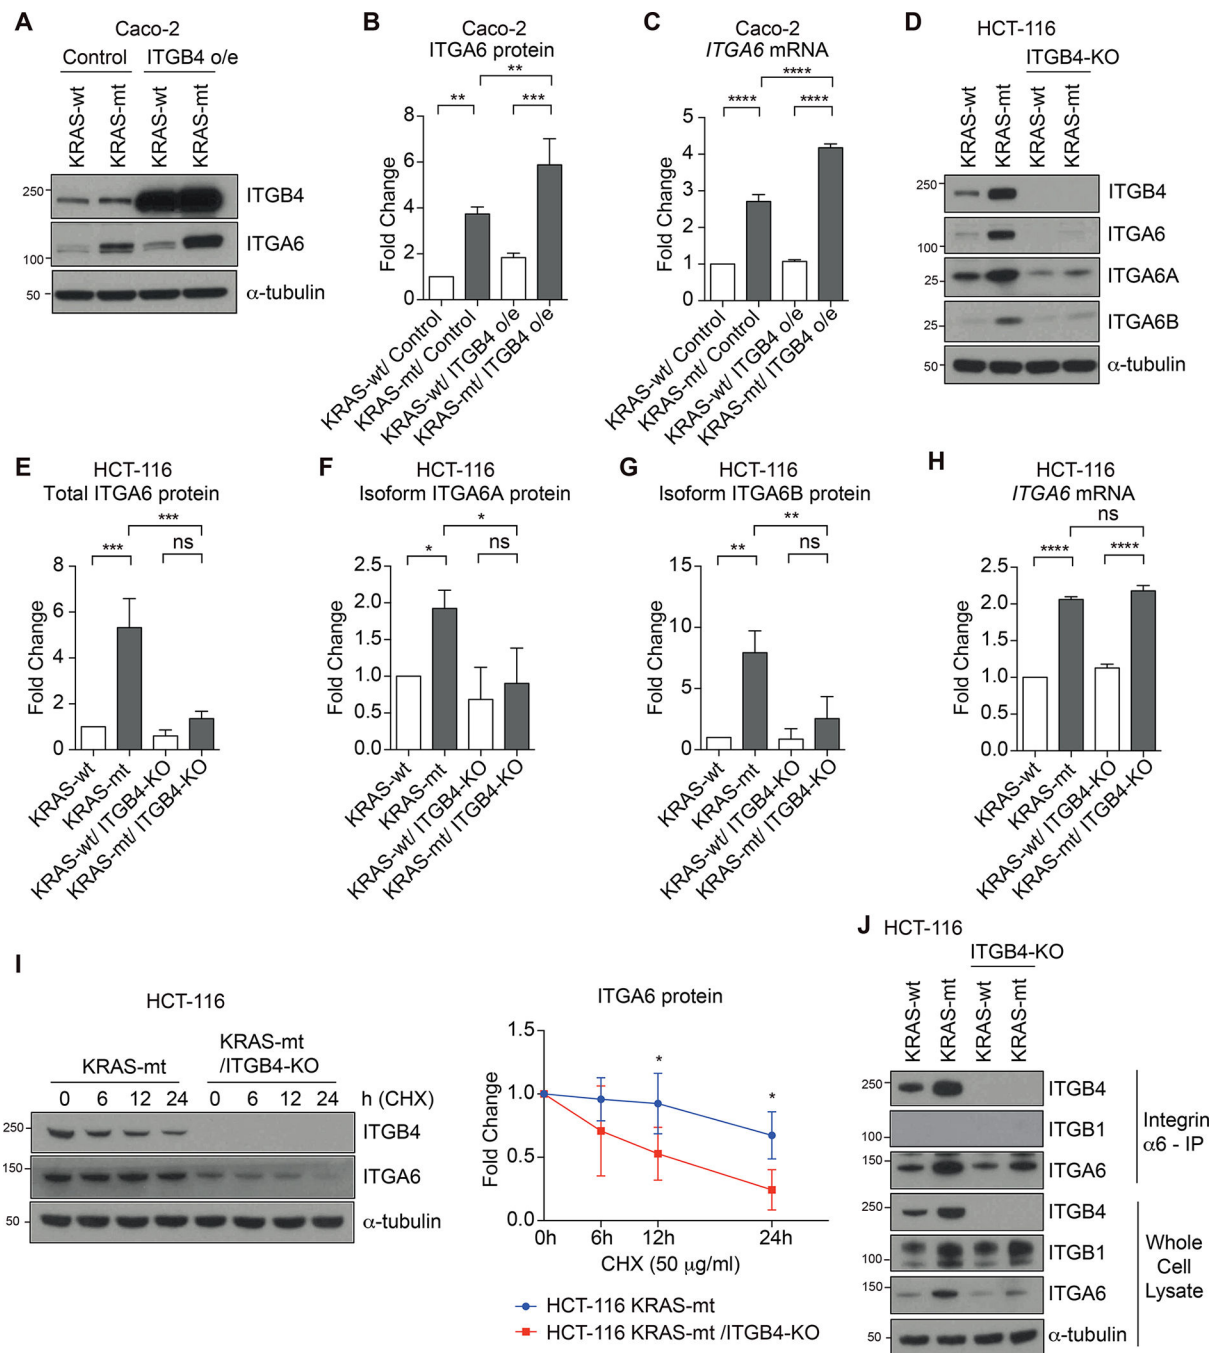 A
Caco-2
Control
ITGB4 o/e
KRAS-wt
KRAS-mt
KRAS-wt
KRAS-mt
250
ITGB4
ITGA6
100
50
α-tubulin
B
Caco-2
ITGA6 protein
**
**
***
Fold Change
8
6
4
2
0
KRAS-wt/ Control
KRAS-mt/ Control
KRAS-wt/ ITGB4 o/e
KRAS-mt/ ITGB4 o/e
C
Caco-2
ITGA6 mRNA
****
****
****
Fold Change
5
4
3
2
1
0
KRAS-wt/ Control
KRAS-mt/ Control
KRAS-wt/ ITGB4 o/e
KRAS-mt/ ITGB4 o/e
D
HCT-116
ITGB4-KO
KRAS-wt
KRAS-mt
KRAS-wt
KRAS-mt
250
ITGB4
ITGA6
100
ITGA6A
25
ITGA6B
25
50
α-tubulin
E
HCT-116
Total ITGA6 protein
***
***
ns
Fold Change
8
6
4
2
0
KRAS-wt
KRAS-mt
KRAS-wt/ ITGB4-KO
KRAS-mt/ ITGB4-KO
F
HCT-116
Isoform ITGA6A protein
*
*
ns
Fold Change
2.5
2.0
1.5
1.0
0.5
0.0
KRAS-wt
KRAS-mt
KRAS-wt/ ITGB4-KO
KRAS-mt/ ITGB4-KO
G
HCT-116
Isoform ITGA6B protein
**
**
ns
Fold Change
15
10
5
0
KRAS-wt
KRAS-mt
KRAS-wt/ ITGB4-KO
KRAS-mt/ ITGB4-KO
H
HCT-116
ITGA6 mRNA
ns
****
****
Fold Change
2.5
2.0
1.5
1.0
0.5
0.0
KRAS-wt
KRAS-mt
KRAS-wt/ ITGB4-KO
KRAS-mt/ ITGB4-KO
I
HCT-116
KRAS-mt
KRAS-mt
/ITGB4-KO
0 6 12 24 0 6 12 24 h (CHX)
250
ITGB4
150
ITGA6
50
α-tubulin
ITGA6 protein
Fold Change
1.5
1.0
0.5
0.0
*
*
0h 6h 12h 24h
CHX (50 µg/ml)
HCT-116 KRAS-mt
HCT-116 KRAS-mt /ITGB4-KO
J
HCT-116
ITGB4-KO
KRAS-wt
KRAS-mt
KRAS-wt
KRAS-mt
250
ITGB4
100
ITGB1
150
ITGA6
Integrin
α6 - IP
250
ITGB4
100
ITGB1
150
ITGA6
50
α-tubulin
Whole
Cell
Lysate